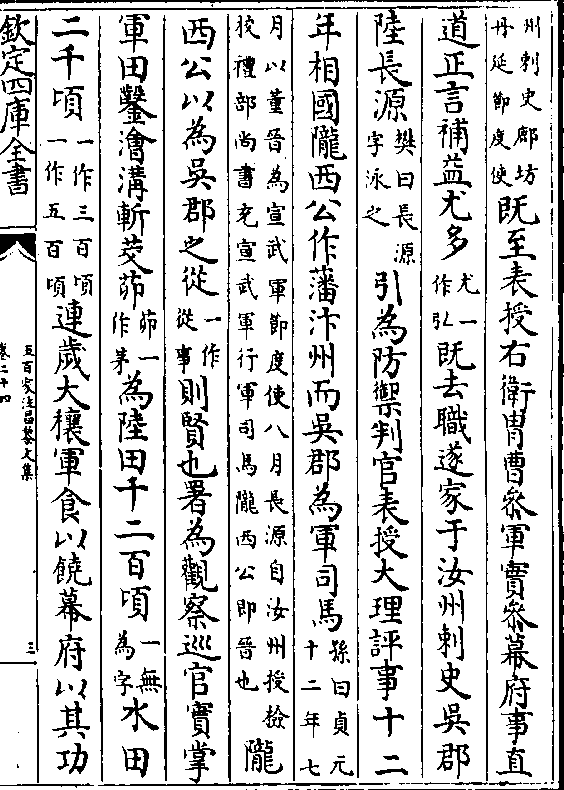 州刺史鄜坊丹延節度使既至表授右衛冑曹叅軍實叅幕府事直
道正言補益尤多尤一作弘既去職遂家于汝州刺史吳郡
陸長源樊曰長源字泳之引為防禦判官表授大理評事十二
年相國隴西公作藩汴州而吳郡為軍司馬孫曰貞元十二年七
月以董晉為宣武軍節度使八月長源自汝州授檢校禮部尚書充宣武軍行軍司馬隴西公即晉也隴
西公以為吳郡之從一作從事則賢也署為觀察巡官實掌
軍田鑿澮溝斬茭茆茆一作茅為陸田千二百頃一無為字水田
二千頃一作三百頃一作五百頃連歲大穰軍食以饒幕府以其功
欽定四庫全書
五百家注昌黎文集
卷二十四
三